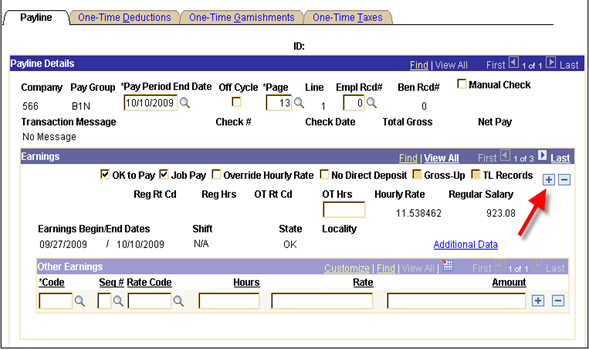 Payline One-Time Deductions One-Time Garnishments One-Time Taxes
ID:
Payline Details Find | View All First 1 of 1 Last
Company Pay Group *Pay Period End Date Off Cycle *Page Line Empl Rcd# Ben Rcd# Manual Check
566 B1N 10/10/2009 13 1 0 0
Transaction Message Check # Check Date Total Gross Net Pay
No Message
Earnings Find | View All First 1 of 3 Last
OK to Pay Job Pay Override Hourly Rate No Direct Deposit Gross-Up TL Records
Reg Rt Cd Reg Hrs OT Rt Cd OT Hrs Hourly Rate Regular Salary
11.538462 923.08
Earnings Begin/End Dates Shift State Locality
09/27/2009 / 10/10/2009 N/A OK Additional Data
Other Earnings Customize | Find | View All | First 1 of 1 Last
*Code Seq # Rate Code Hours Rate Amount